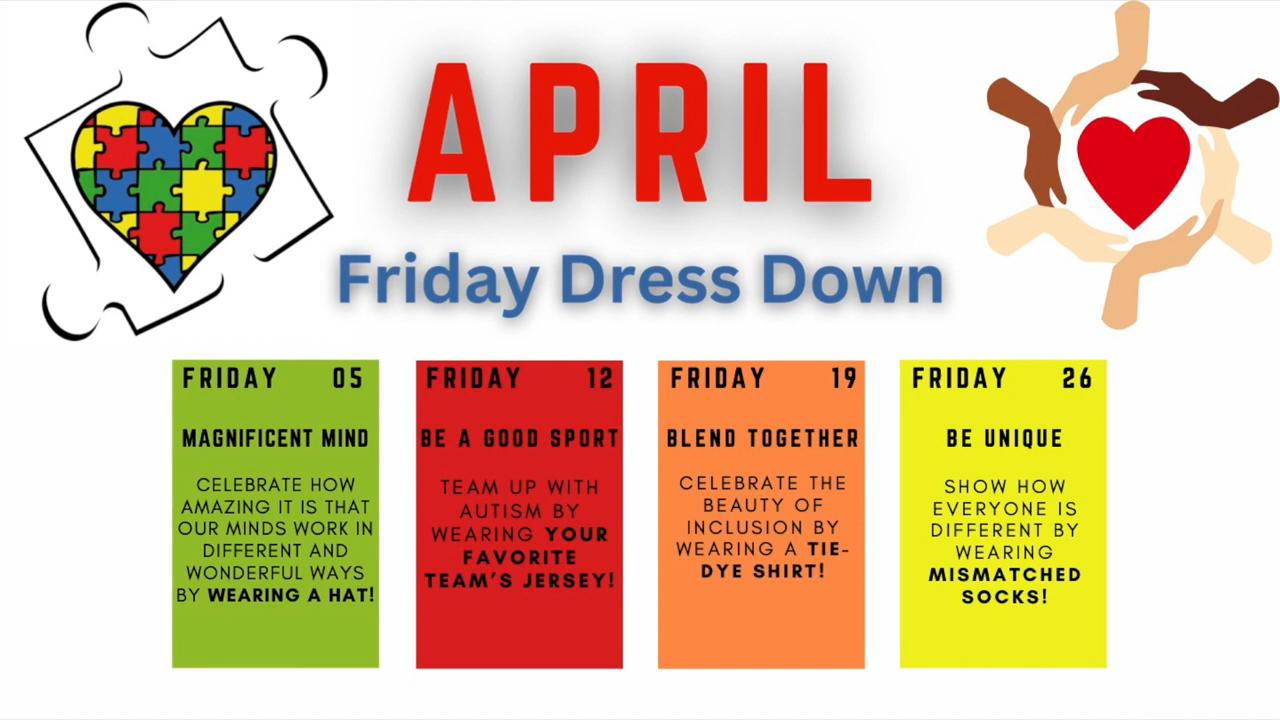 APRIL
Friday Dress Down
FRIDAY 05
MAGNIFICENT MIND
CELEBRATE HOW
AMAZING IT IS THAT
OUR MINDS WORK IN
DIFFERENT AND
WONDERFUL WAYS
BY WEARING A HAT!
FRIDAY 12
BE A GOOD SPORT
TEAM UP WITH
AUTISM BY
WEARING YOUR
FAVORITE
TEAM'S JERSEY!
FRIDAY 19
BLEND TOGETHER
CELEBRATE THE
BEAUTY OF
INCLUSION BY
WEARING A TIE-
DYE SHIRT!
FRIDAY 26
BE UNIQUE
SHOW HOW
EVERYONE IS
DIFFERENT BY
WEARING
MISMATCHED
SOCKS!